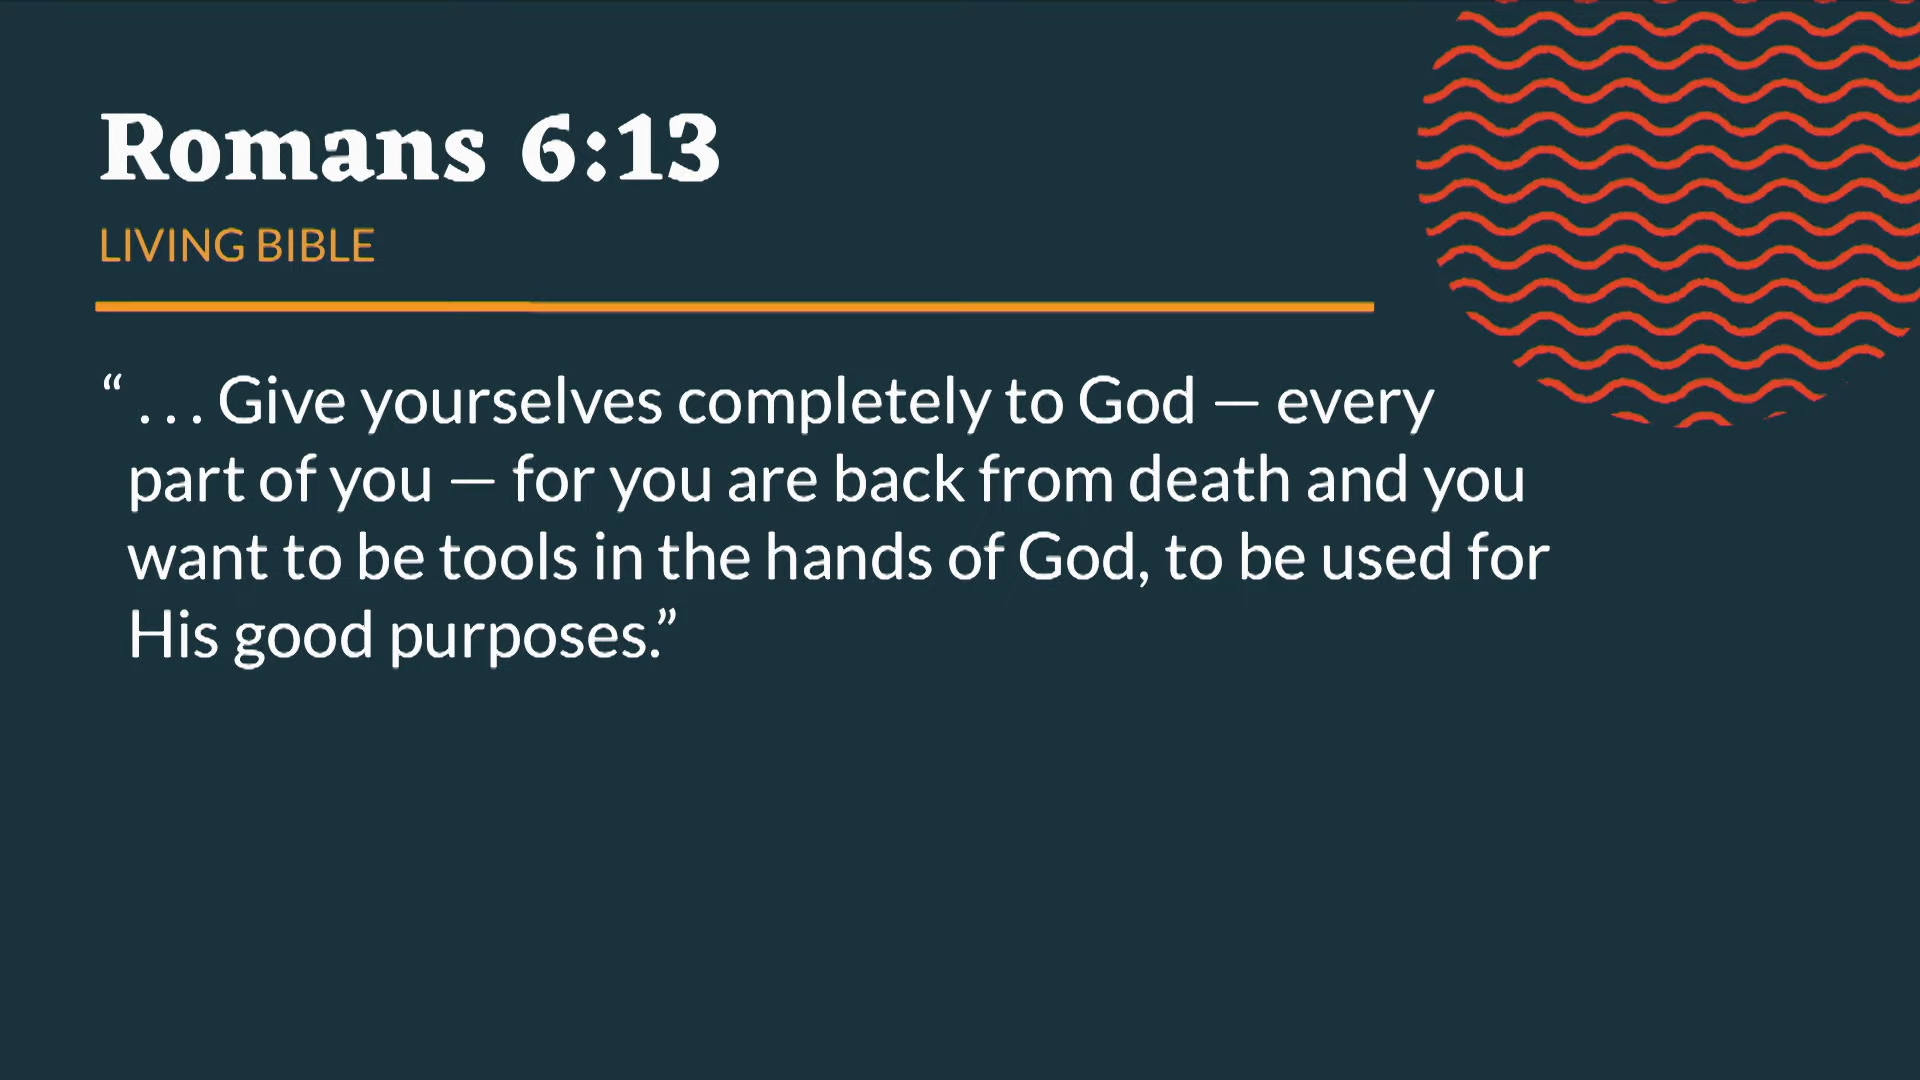 Romans 6:13
LIVING BIBLE
“ . . . Give yourselves completely to God — every
part of you — for you are back from death and you
want to be tools in the hands of God, to be used for
His good purposes.”